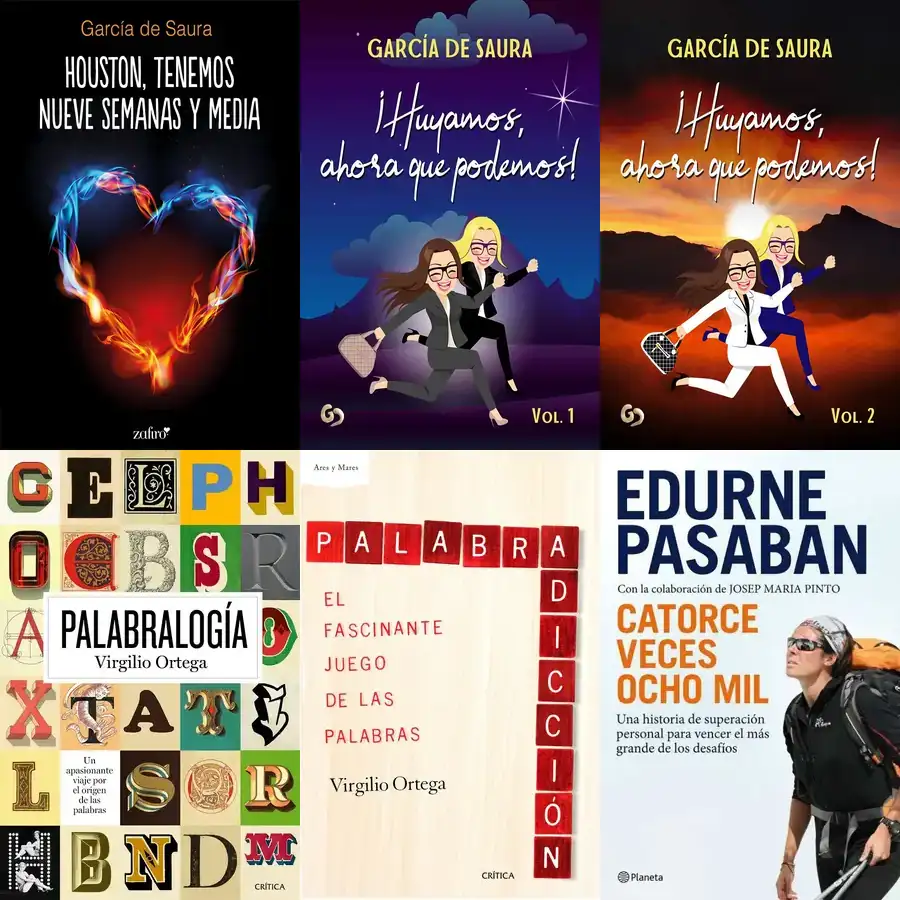 García de Saura
HOUSTON, TENEMOS
NUEVE SEMANAS Y MEDIA
zafiro
GARCÍA DE SAURA
¡Huyamos,
ahora que podemos!
VOL. 1
GARCÍA DE SAURA
¡Huyamos,
ahora que podemos!
VOL. 2
G E L P H
O C B S R
A
O
PALABRALOGÍA
Virgilio Ortega
X T A T E
L
Un
apasionante
viaje por
el origen
de las
palabras
S O R
H B N D M
CRÍTICA
Ares y Mares
PALABRADICCIÓN
EL
FASCINANTE
JUEGO
DE LAS
PALABRAS
Virgilio Ortega
CRÍTICA
EDURNE
PASABAN
Con la colaboración de JOSEP MARIA PINTO
CATORCE
VECES
OCHO MIL
Una historia de superación
personal para vencer el más
grande de los desafíos
Planeta